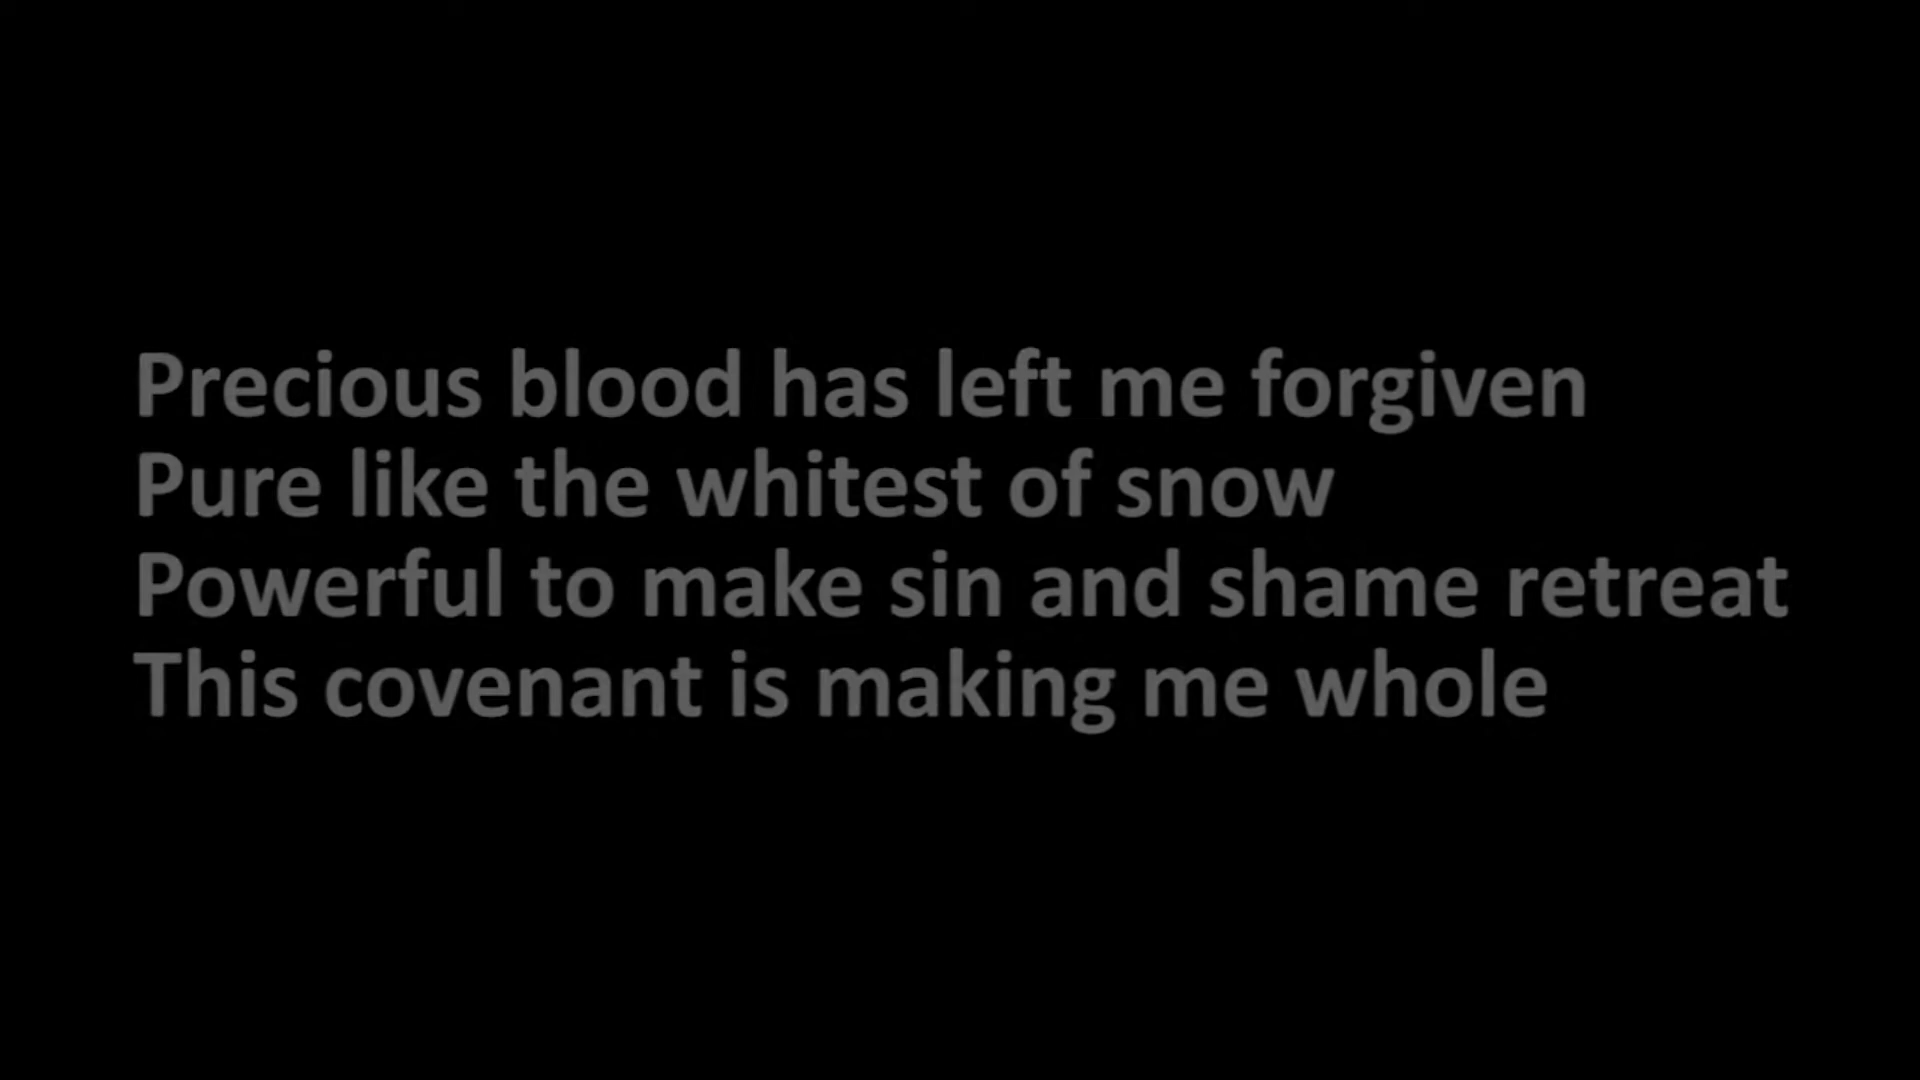 Precious blood has left me forgiven
Pure like the whitest of snow
Powerful to make sin and shame retreat
This covenant is making me whole